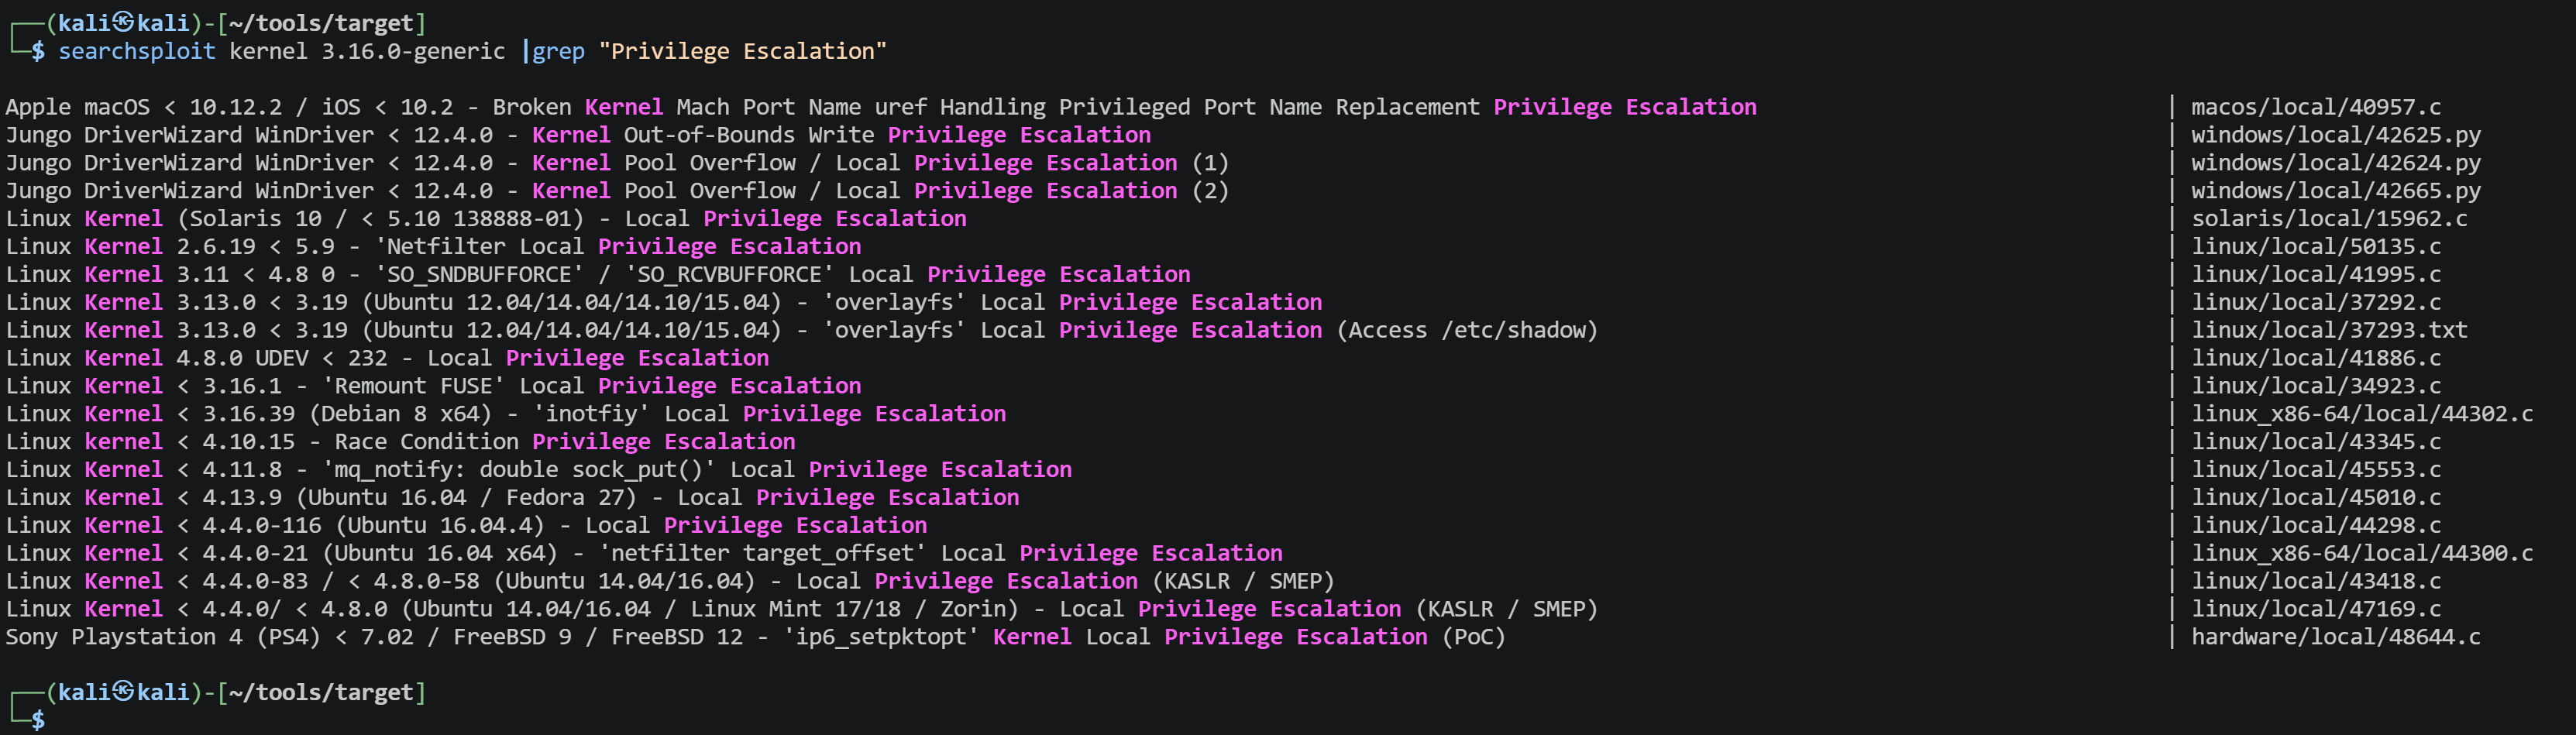 ┌──(kali㉿kali)-[~/tools/target]
└─$ searchsploit kernel 3.16.0-generic |grep "Privilege Escalation"
Apple macOS < 10.12.2 / iOS < 10.2 - Broken Kernel Mach Port Name uref Handling Privileged Port Name Replacement Privilege Escalation | macos/local/40957.c
Jungo DriverWizard WinDriver < 12.4.0 - Kernel Out-of-Bounds Write Privilege Escalation | windows/local/42625.py
Jungo DriverWizard WinDriver < 12.4.0 - Kernel Pool Overflow / Local Privilege Escalation (1) | windows/local/42624.py
Jungo DriverWizard WinDriver < 12.4.0 - Kernel Pool Overflow / Local Privilege Escalation (2) | windows/local/42665.py
Linux Kernel (Solaris 10 / < 5.10 138888-01) - Local Privilege Escalation | solaris/local/15962.c
Linux Kernel 2.6.19 < 5.9 - 'Netfilter Local Privilege Escalation | linux/local/50135.c
Linux Kernel 3.11 < 4.8 0 - 'SO_SNDBUFFORCE' / 'SO_RCVBUFFORCE' Local Privilege Escalation | linux/local/41995.c
Linux Kernel 3.13.0 < 3.19 (Ubuntu 12.04/14.04/14.10/15.04) - 'overlayfs' Local Privilege Escalation | linux/local/37292.c
Linux Kernel 3.13.0 < 3.19 (Ubuntu 12.04/14.04/14.10/15.04) - 'overlayfs' Local Privilege Escalation (Access /etc/shadow) | linux/local/37293.txt
Linux Kernel 4.8.0 UDEV < 232 - Local Privilege Escalation | linux/local/41886.c
Linux Kernel < 3.16.1 - 'Remount FUSE' Local Privilege Escalation | linux/local/34923.c
Linux Kernel < 3.16.39 (Debian 8 x64) - 'inotfiy' Local Privilege Escalation | linux_x86-64/local/44302.c
Linux kernel < 4.10.15 - Race Condition Privilege Escalation | linux/local/43345.c
Linux Kernel < 4.11.8 - 'mq_notify: double sock_put()' Local Privilege Escalation | linux/local/45553.c
Linux Kernel < 4.13.9 (Ubuntu 16.04 / Fedora 27) - Local Privilege Escalation | linux/local/45010.c
Linux Kernel < 4.4.0-116 (Ubuntu 16.04.4) - Local Privilege Escalation | linux/local/44298.c
Linux Kernel < 4.4.0-21 (Ubuntu 16.04 x64) - 'netfilter target_offset' Local Privilege Escalation | linux_x86-64/local/44300.c
Linux Kernel < 4.4.0-83 / < 4.8.0-58 (Ubuntu 14.04/16.04) - Local Privilege Escalation (KASLR / SMEP) | linux/local/43418.c
Linux Kernel < 4.4.0/ < 4.8.0 (Ubuntu 14.04/16.04 / Linux Mint 17/18 / Zorin) - Local Privilege Escalation (KASLR / SMEP) | linux/local/47169.c
Sony Playstation 4 (PS4) < 7.02 / FreeBSD 9 / FreeBSD 12 - 'ip6_setpktopt' Kernel Local Privilege Escalation (PoC) | hardware/local/48644.c
┌──(kali㉿kali)-[~/tools/target]
└─$